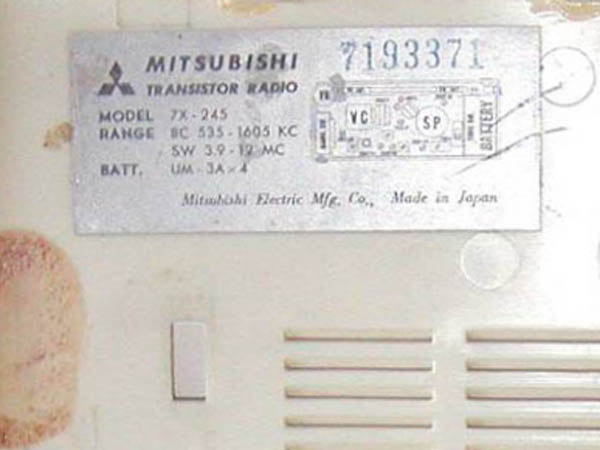 MITSUBISHI
7193371
TRANSISTOR RADIO
MODEL 7X-245
RANGE BC 535-1605 KC
SW 3.9-12 MC
BATT. UM-3A×4
VC
SP
BATTERY
Mitsubishi Electric Mfg. Co., Made in Japan